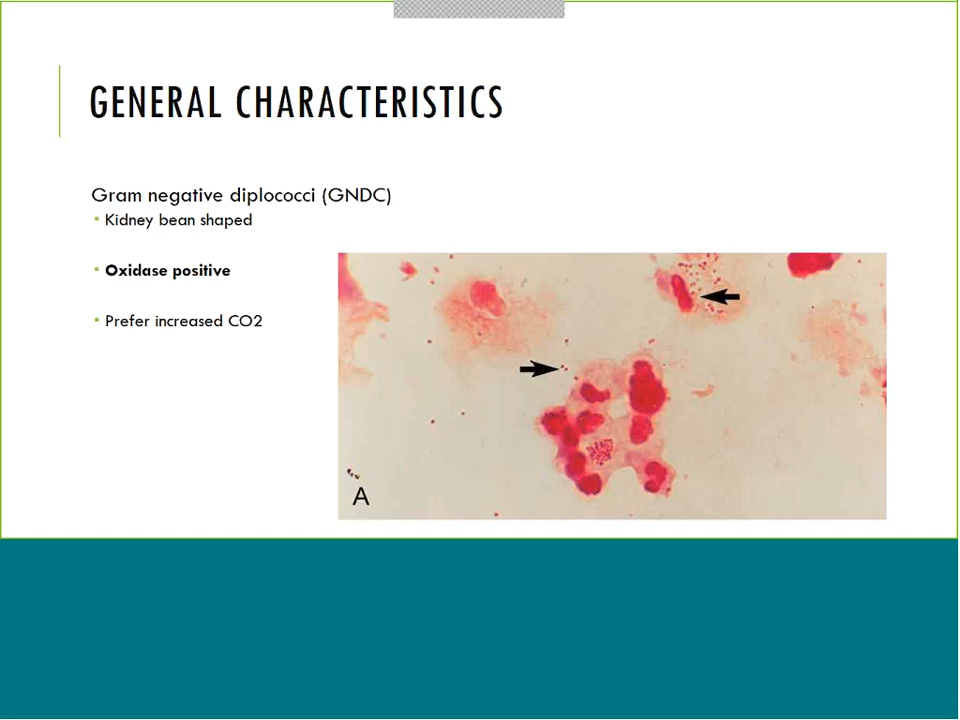 GENERAL CHARACTERISTICS
Gram negative diplococci (GNDC)
Kidney bean shaped
Oxidase positive
Prefer increased CO2
A